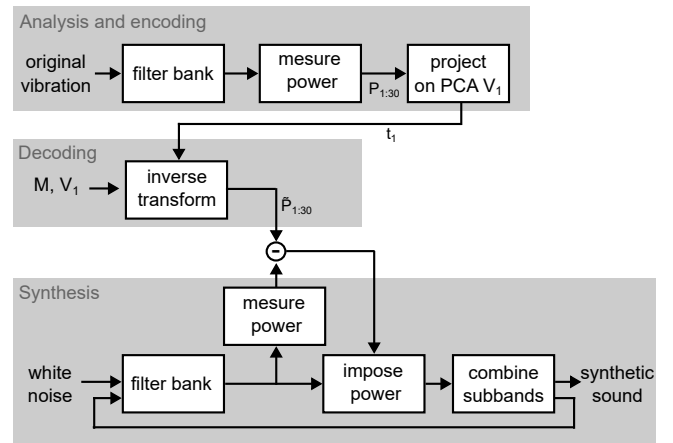 Analysis and encoding
original
vibration
filter bank
mesure
power
P1:30
project
on PCA V1
t1
Decoding
M, V1
inverse
transform
P̃1:30
-
Synthesis
mesure
power
white
noise
filter bank
impose
power
combine
subbands
synthetic
sound